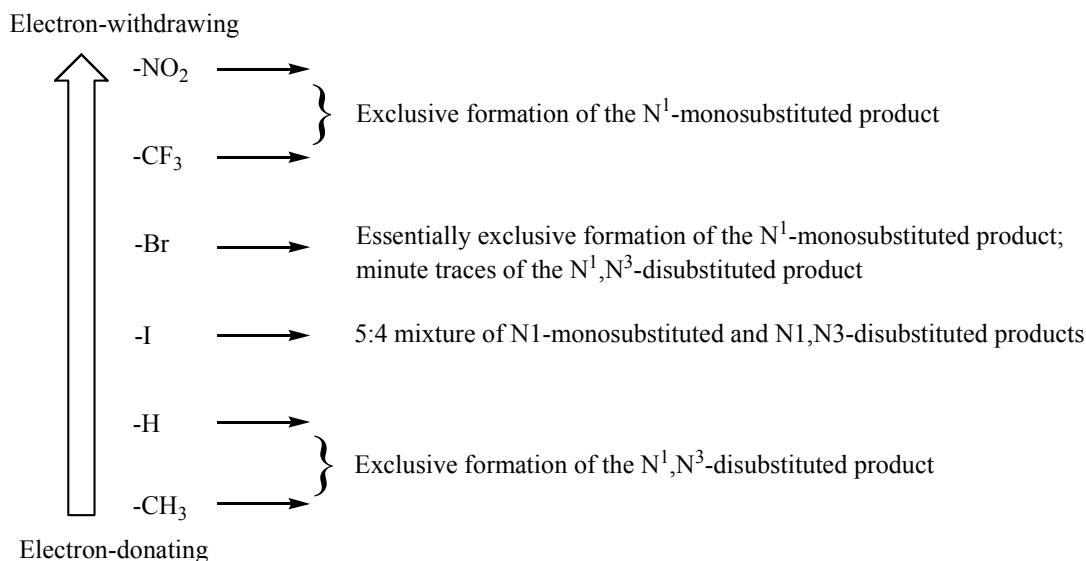 Electron-withdrawing
-NO₂
Exclusive formation of the N¹-monosubstituted product
-CF₃
-Br
Essentially exclusive formation of the N¹-monosubstituted product;
minute traces of the N¹,N³-disubstituted product
-I
5:4 mixture of N1-monosubstituted and N1,N3-disubstituted products
-H
Exclusive formation of the N¹,N³-disubstituted product
-CH₃
Electron-donating